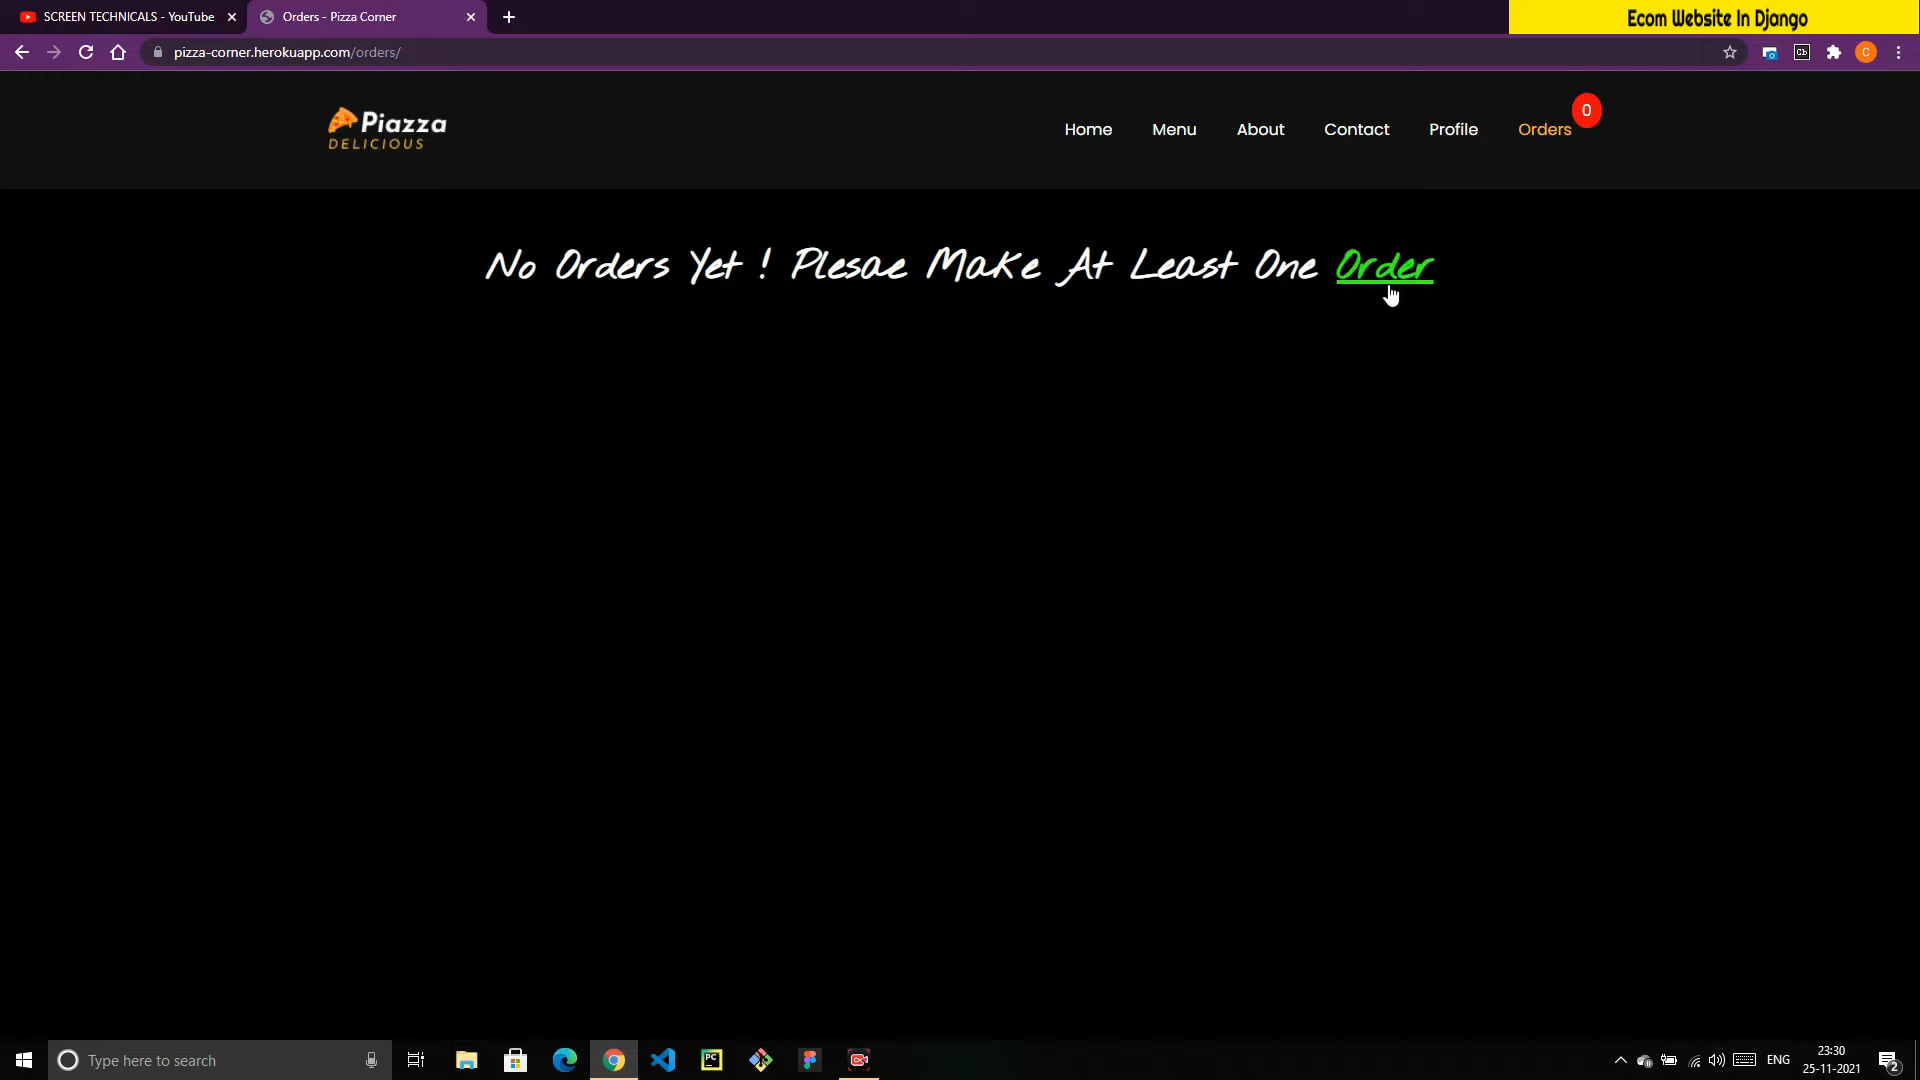 SCREEN TECHNICALS - YouTube
Orders - Pizza Corner
Ecom Website In Django
pizza-corner.herokuapp.com/orders/
C
Piazza
DELICIOUS
Home
Menu
About
Contact
Profile
Orders
0
No Orders Yet ! Plesae Make At Least One Order
Type here to search
PC
ENG
23:30
25-11-2021
2